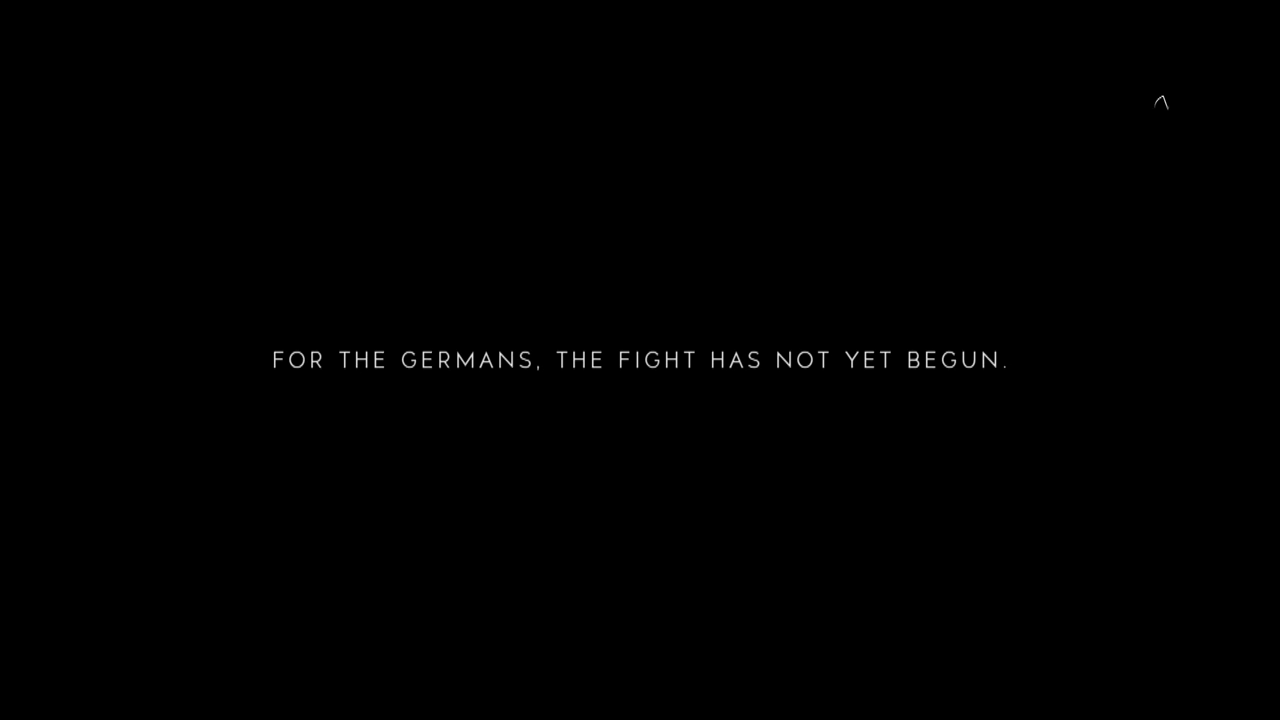 FOR THE GERMANS, THE FIGHT HAS NOT YET BEGUN.